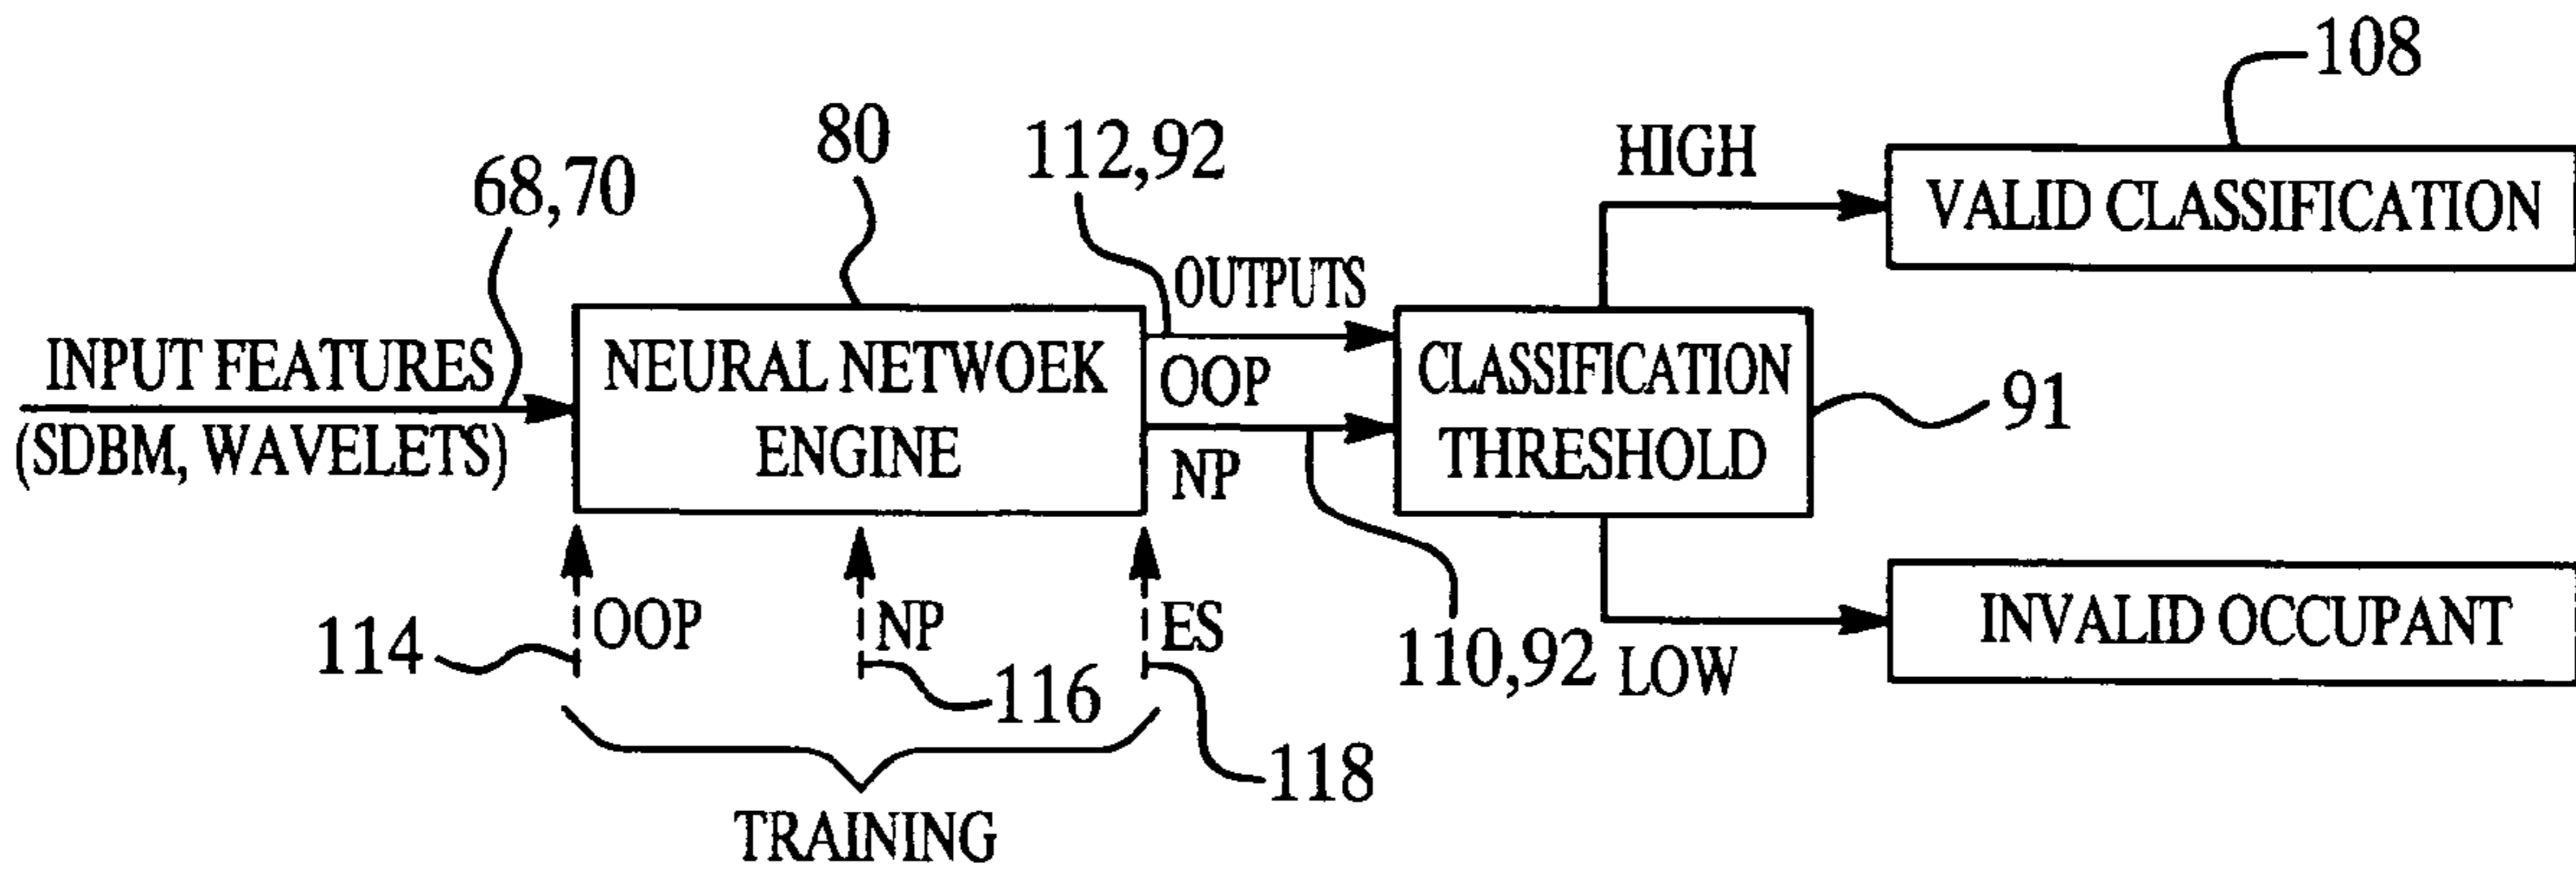 108
80
112,92
HIGH
68,70
VALID CLASSIFICATION
OUTPUTS
INPUT FEATURES
(SDBM, WAVELETS)
NEURAL NETWOEK
ENGINE
OOP
NP
CLASSIFICATION
THRESHOLD
91
OOP
NP
ES
114
116
118
110,92
LOW
INVALID OCCUPANT
TRAINING